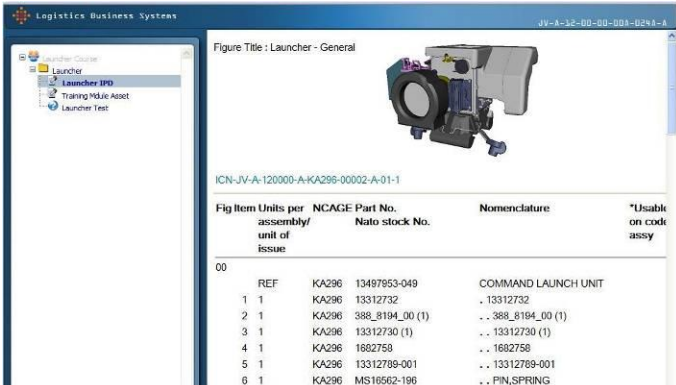 Logistics Business Systems
JV-A-12-00-00-00A-029A-A
Launcher Course
Launcher
Launcher IPD
Training Mdule Asset
Launcher Test
Figure Title : Launcher - General
ICN-JV-A-120000-A-KA296-00002-A-01-1
Fig Item Units per NCAGE Part No. Nomenclature *Usable
assembly/ Nato stock No. on code
unit of assy
issue
00
REF KA296 13497953-049 COMMAND LAUNCH UNIT
1 1 KA296 13312732 . 13312732
2 1 KA296 388_8194_00 (1) . . 388_8194_00 (1)
3 1 KA296 13312730 (1) . . 13312730 (1)
4 1 KA296 1682758 . . 1682758
5 1 KA296 13312789-001 . . 13312789-001
6 1 KA296 MS16562-196 . . PIN,SPRING